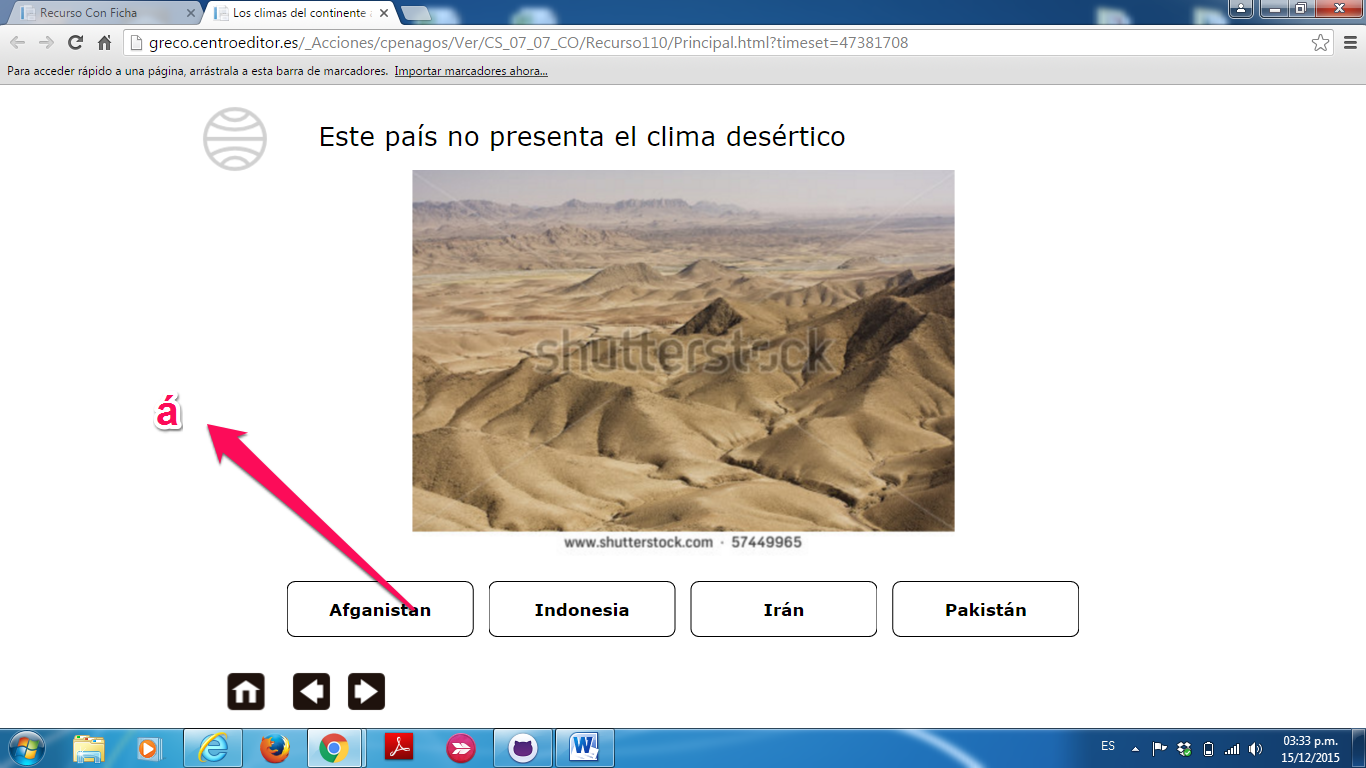 Recurso Con Ficha
Los climas del continente a
greco.centroeditor.es/_Acciones/cpenagos/Ver/CS_07_07_CO/Recurso110/Principal.html?timeset=47381708
Para acceder rápido a una página, arrástrala a esta barra de marcadores. Importar marcadores ahora...
Este país no presenta el clima desértico
shutterstock
www.shutterstock.com · 57449965
á
Afganistan
Indonesia
Irán
Pakistán
ES
03:33 p.m.
15/12/2015